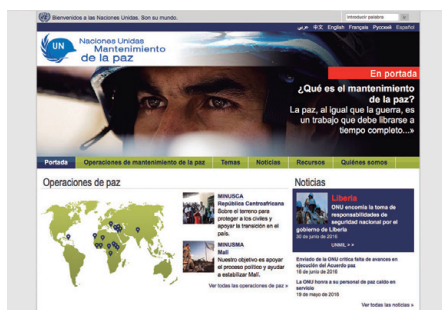 Bienvenidos a las Naciones Unidas. Son su mundo.
Introducir palabra
عربي 中文 English Français Русский Español
UN
Naciones Unidas
Mantenimiento
de la paz
En portada
¿Qué es el mantenimiento
de la paz?
La paz, al igual que la guerra, es
un trabajo que debe librarse a
tiempo completo...»
Portada Operaciones de mantenimiento de la paz Temas Noticias Recursos Quiénes somos
Operaciones de paz
MINUSCA
República Centroafricana
Sobre el terreno para
proteger a los civiles y
apoyar la transición en el
país.
MINUSMA
Mali
Nuestro objetivo es apoyar
el proceso político y ayudar
a estabilizar Mali.
Ver todas las operaciones de paz »
Noticias
Liberia
ONU encomia la toma de
responsabilidades de
seguridad nacional por el
gobierno de Liberia
30 de junio de 2016
UNMIL > >
Enviado de la ONU critica falta de avances en
ejecución del Acuerdo paz
16 de junio de 2016
La ONU honra a su personal de paz caído en
servicio
19 de mayo de 2016
Ver todas las noticias »